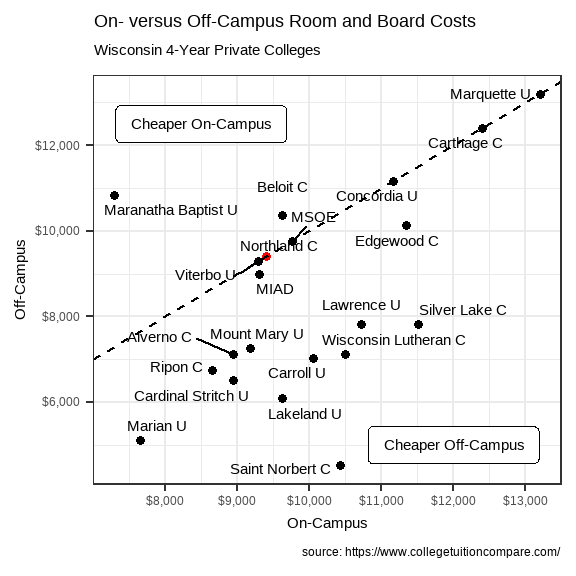 On- versus Off-Campus Room and Board Costs
Wisconsin 4-Year Private Colleges
Marquette U
Cheaper On-Campus
Carthage C
$12,000
Beloit C
Concordia U
Maranatha Baptist U
MSOE
$10,000
Northland C
Edgewood C
Viterbo U
MIAD
Off-Campus
Lawrence U
Silver Lake C
$8,000
Alverno C
Mount Mary U
Wisconsin Lutheran C
Ripon C
Carroll U
Cardinal Stritch U
$6,000
Lakeland U
Marian U
Cheaper Off-Campus
Saint Norbert C
$8,000
$9,000
$10,000
$11,000
$12,000
$13,000
On-Campus
source: https://www.collegetuitioncompare.com/